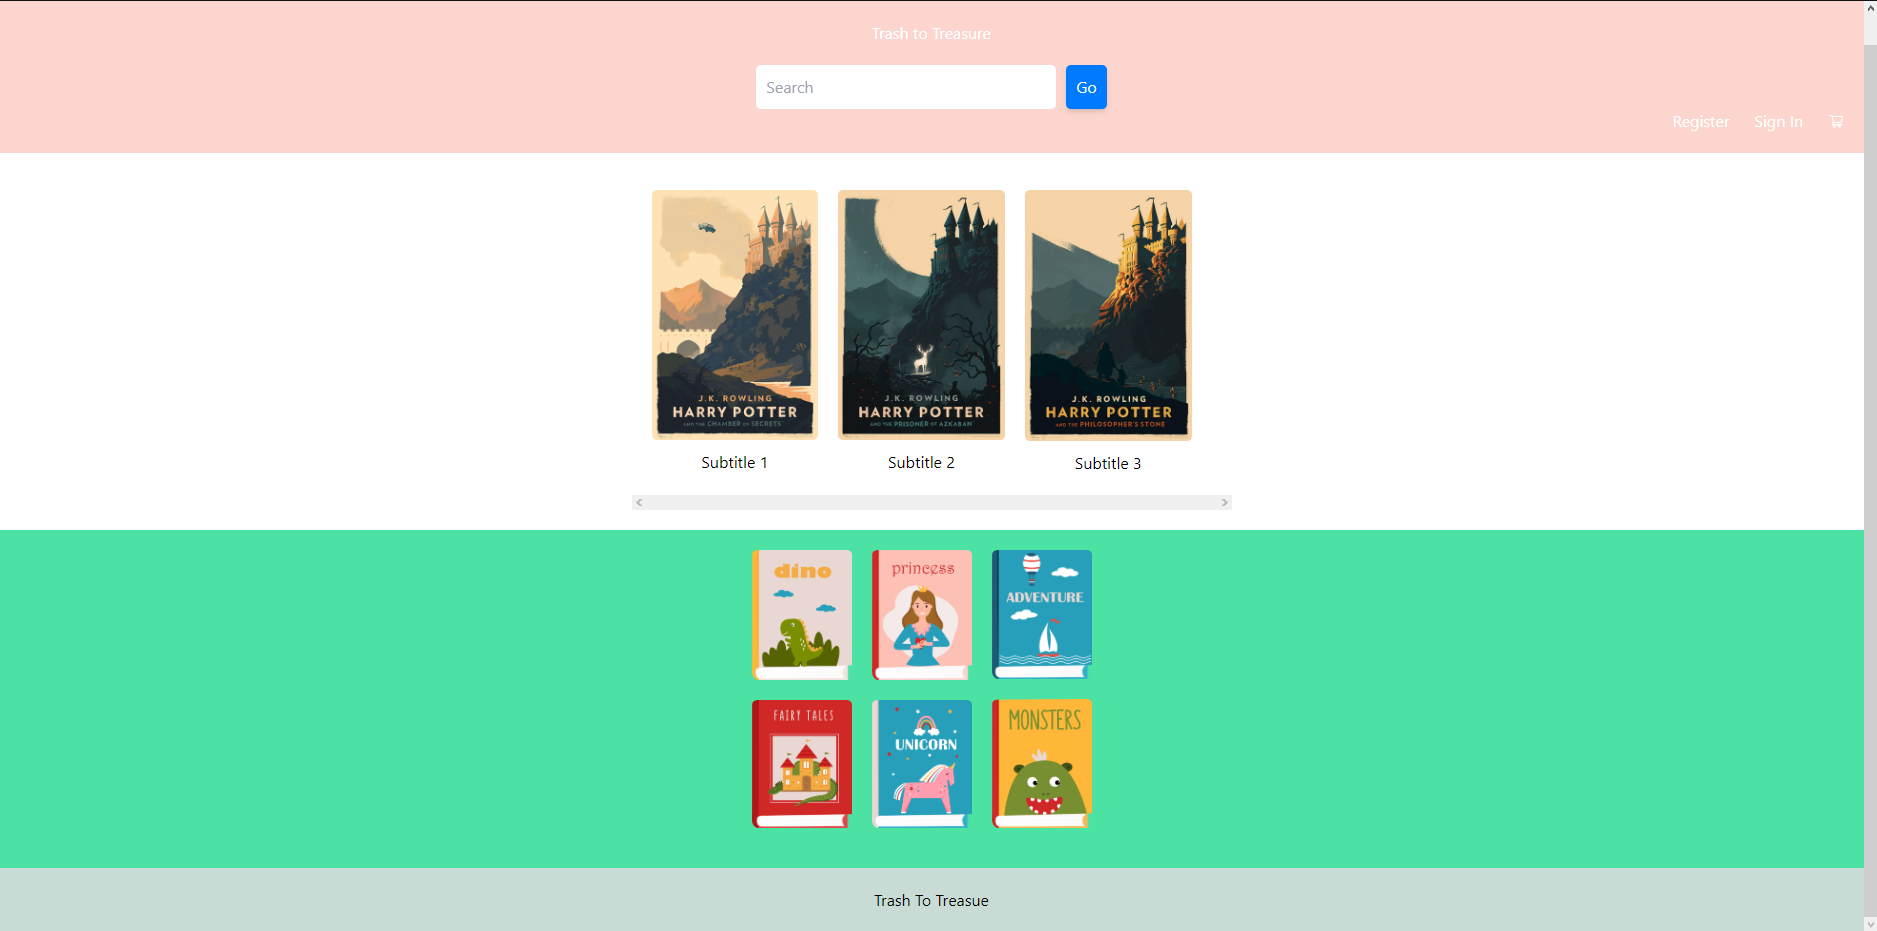 Trash to Treasure
Search
Go
Register Sign In
J.K. ROWLING
HARRY POTTER
AND THE CHAMBER OF SECRETS
J.K. ROWLING
HARRY POTTER
AND THE PRISONER OF AZKABAN
J.K. ROWLING
HARRY POTTER
AND THE PHILOSOPHER'S STONE
Subtitle 1
Subtitle 2
Subtitle 3
dino
princess
ADVENTURE
FAIRY TALES
UNICORN
MONSTERS
Trash To Treasue